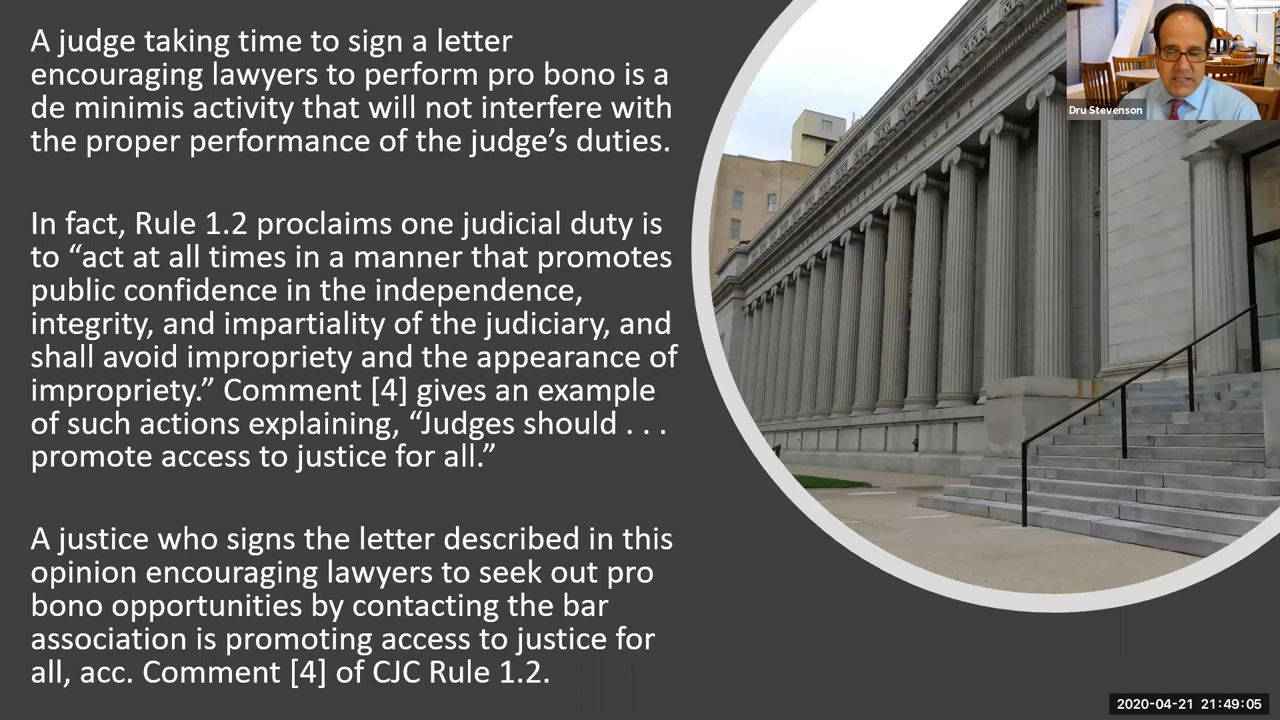 A judge taking time to sign a letter
encouraging lawyers to perform pro bono is a
de minimis activity that will not interfere with
the proper performance of the judge’s duties.
In fact, Rule 1.2 proclaims one judicial duty is
to “act at all times in a manner that promotes
public confidence in the independence,
integrity, and impartiality of the judiciary, and
shall avoid impropriety and the appearance of
impropriety.” Comment [4] gives an example
of such actions explaining, “Judges should . . .
promote access to justice for all.”
A justice who signs the letter described in this
opinion encouraging lawyers to seek out pro
bono opportunities by contacting the bar
association is promoting access to justice for
all, acc. Comment [4] of CJC Rule 1.2.
Dru Stevenson
2020-04-21 21:49:05